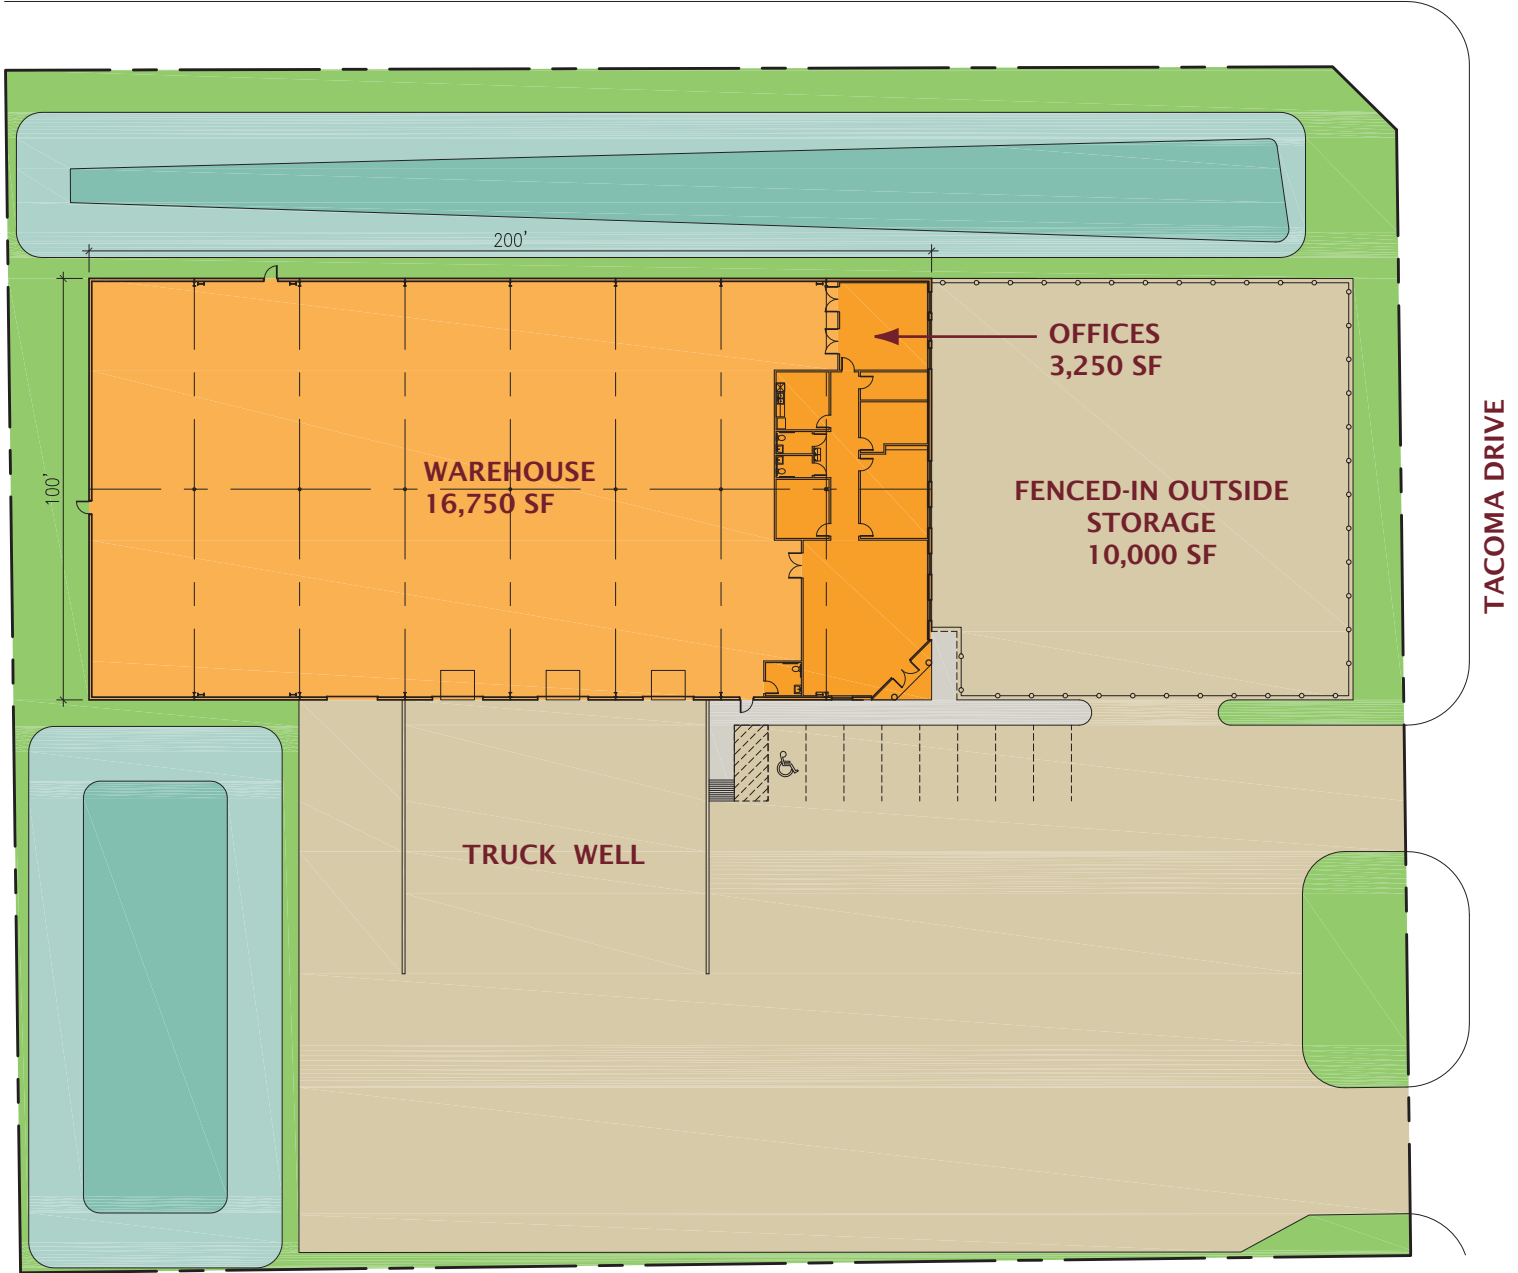 200'
OFFICES
3,250 SF
100'
WAREHOUSE
16,750 SF
FENCED-IN OUTSIDE
STORAGE
10,000 SF
TACOMA DRIVE
TRUCK WELL